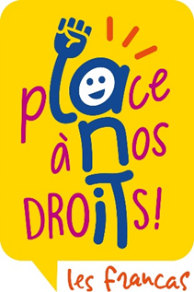 place
à nos
DROiTS!
les francas